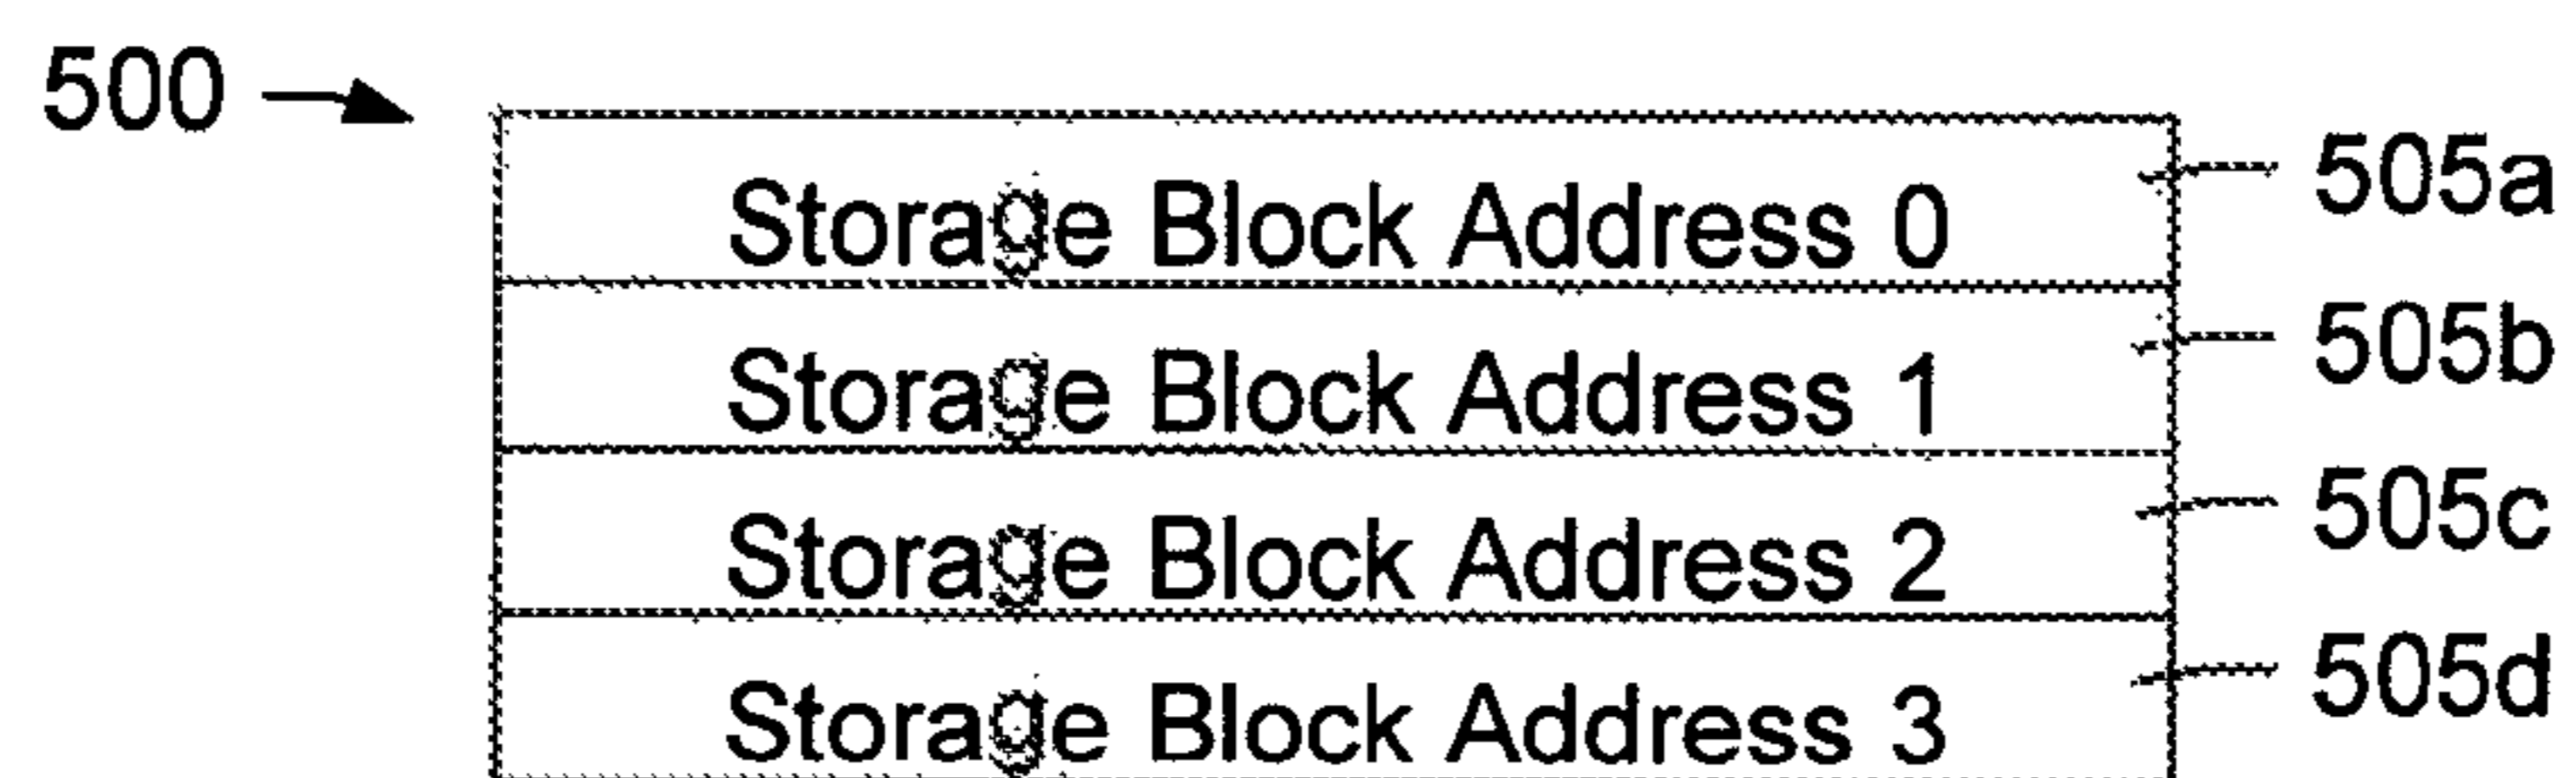 500
Storage Block Address 0 505a
Storage Block Address 1 505b
Storage Block Address 2 505c
Storage Block Address 3 505d